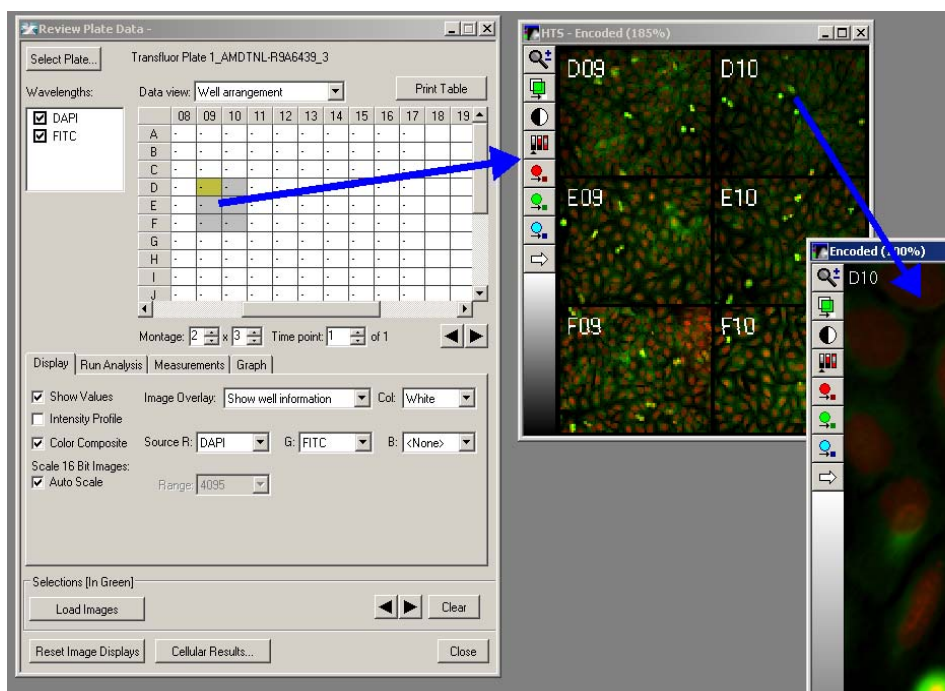 Review Plate Data -
Select Plate... Transfluor Plate 1_AMDTNL-R9A6439_3
Wavelengths: Data view: Well arrangement Print Table
DAPI
FITC
08 09 10 11 12 13 14 15 16 17 18 19
A - - - - - - - - - - -
B - - - - - - - - - - -
C - - - - - - - - - - -
D - - - - - - - - - - -
E - - - - - - - - - -
F - - - - - - - - - - -
G - - - - - - - - - - -
H - - - - - - - - - - -
I - - - - - - - - - - -
J - - - - - - - - - - -
Montage: 2 x 3 Time point: 1 of 1
Display Run Analysis Measurements Graph
Show Values Image Overlay: Show well information Col: White
Intensity Profile
Color Composite Source R: DAPI G: FITC B: <None>
Scale 16 Bit Images:
Auto Scale Range: 4095
Selections [In Green]
Load Images Clear
Reset Image Displays Cellular Results... Close
HTS - Encoded (185%)
D09 D10
E09 E10
F09 F10
D10